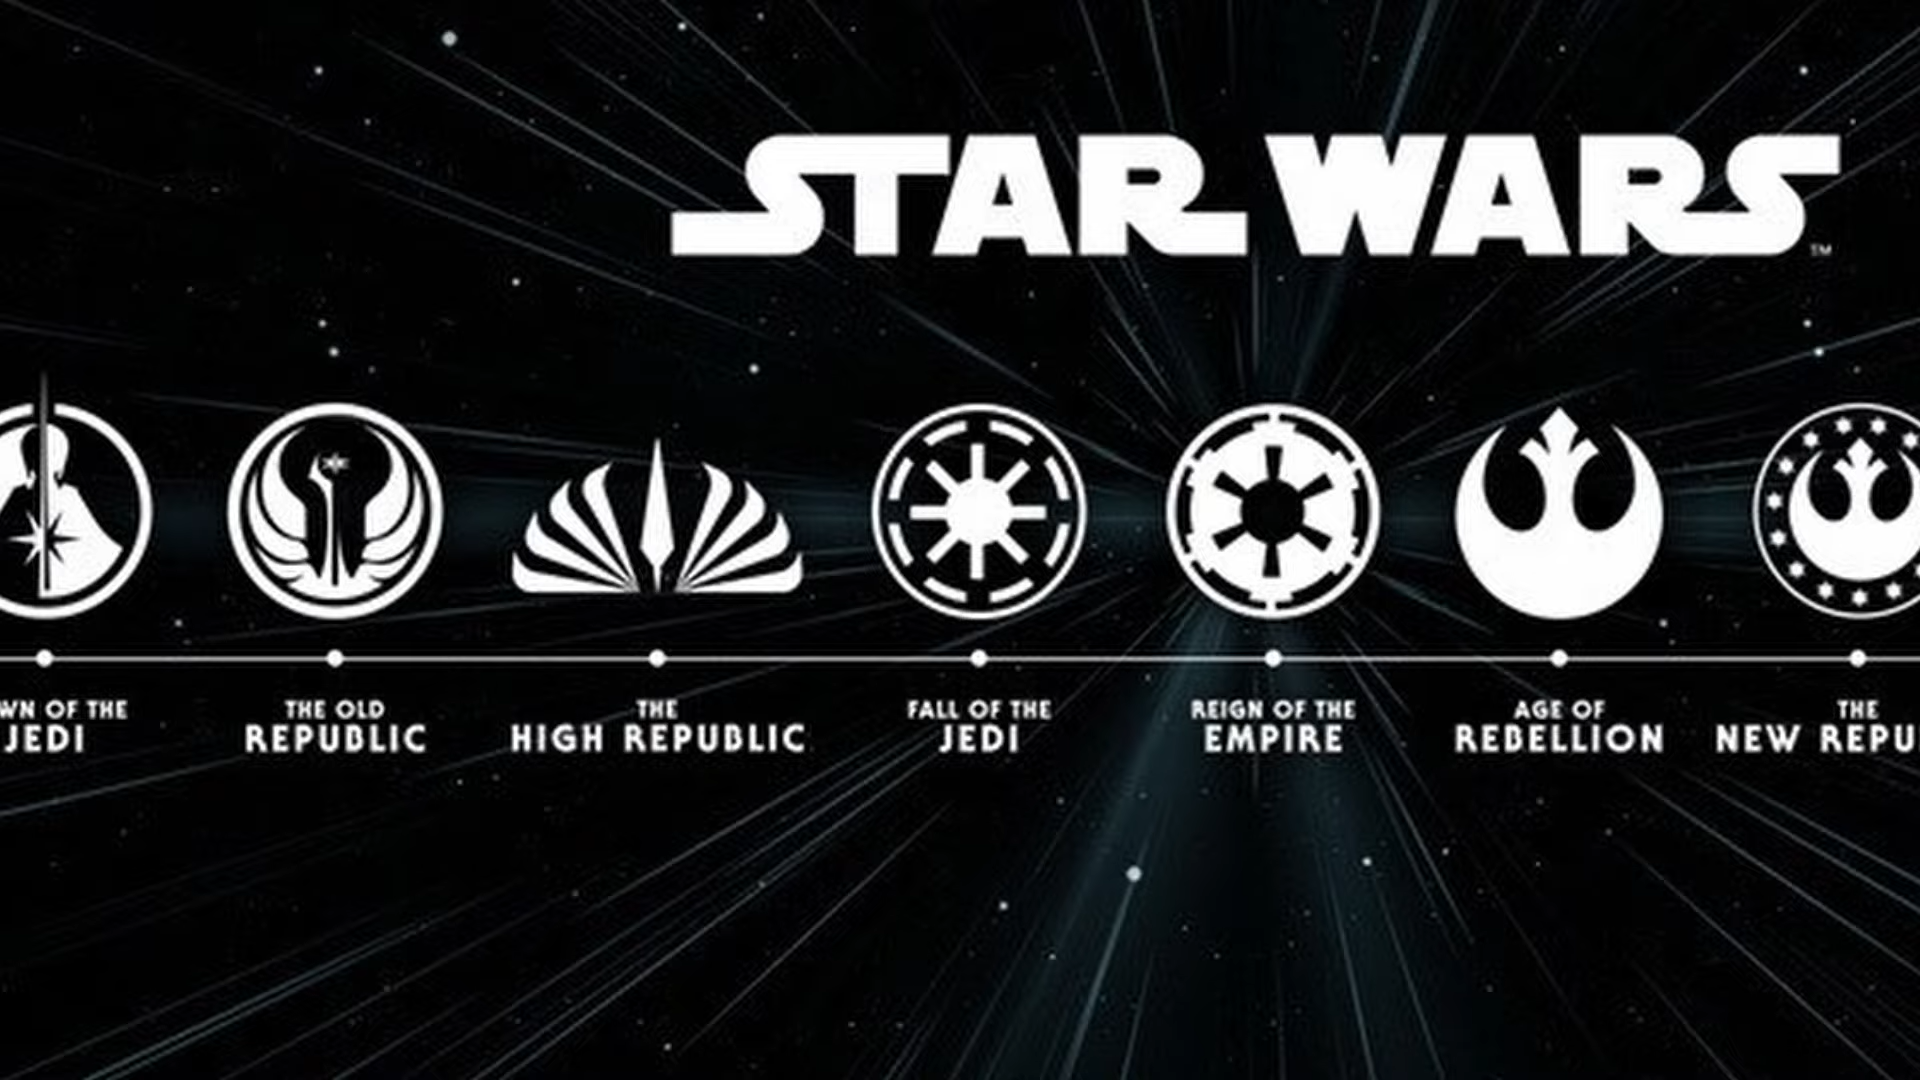 STAR WARS
TM
WN OF THE
JEDI
THE OLD
REPUBLIC
THE
HIGH REPUBLIC
FALL OF THE
JEDI
REIGN OF THE
EMPIRE
AGE OF
REBELLION
THE
NEW REPU